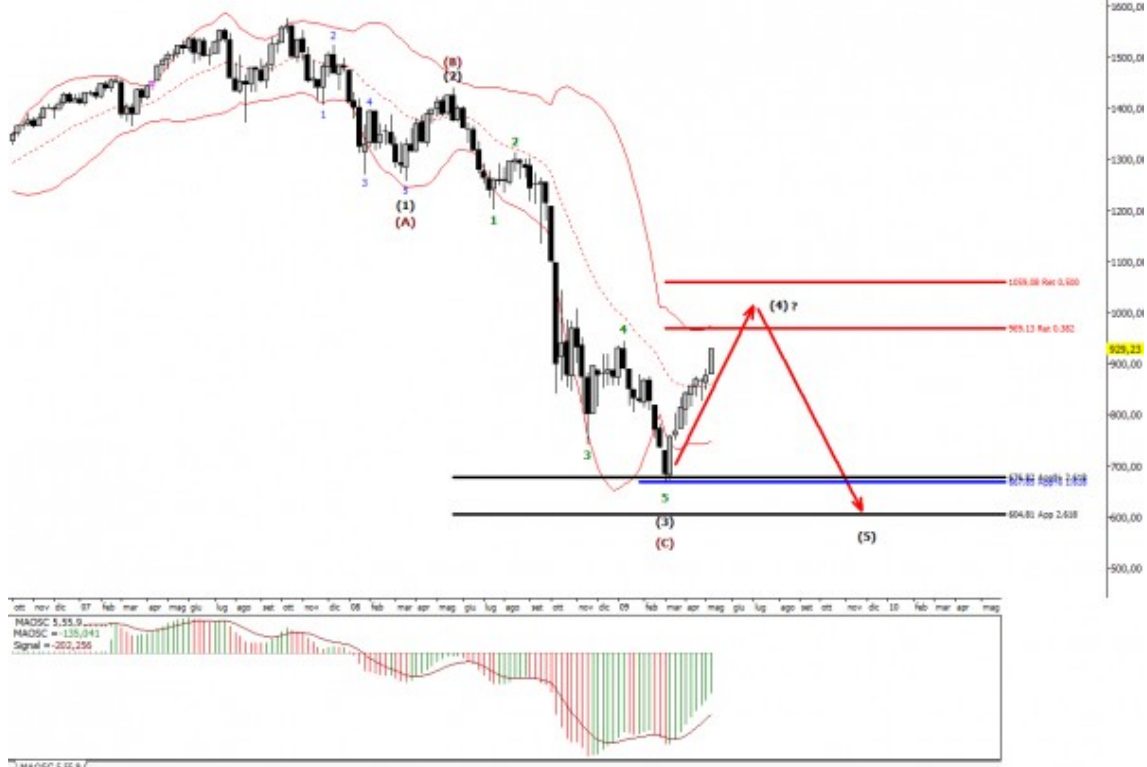 1600,00
1500,00
1400,00
1300,00
1200,00
1100,00
1000,00
929,23
900,00
800,00
700,00
600,00
500,00
2
1
4
3
5
(1)
(A)
(B)
(2)
1
2
3
4
5
(3)
(C)
(4) ?
(5)
1059.08 Ret 0.500
969.13 Ret 0.382
604.81 App 2.618
ott nov dic 07 feb mar apr mag giu lug ago set ott nov dic 08 feb mar apr mag giu lug ago set ott nov dic 09 feb mar apr mag giu lug ago set ott nov dic 10 feb mar apr mag
MAOSC 5,55,9
MAOSC =-135,041
Signal =-202,256
MAOSC 5,55,9